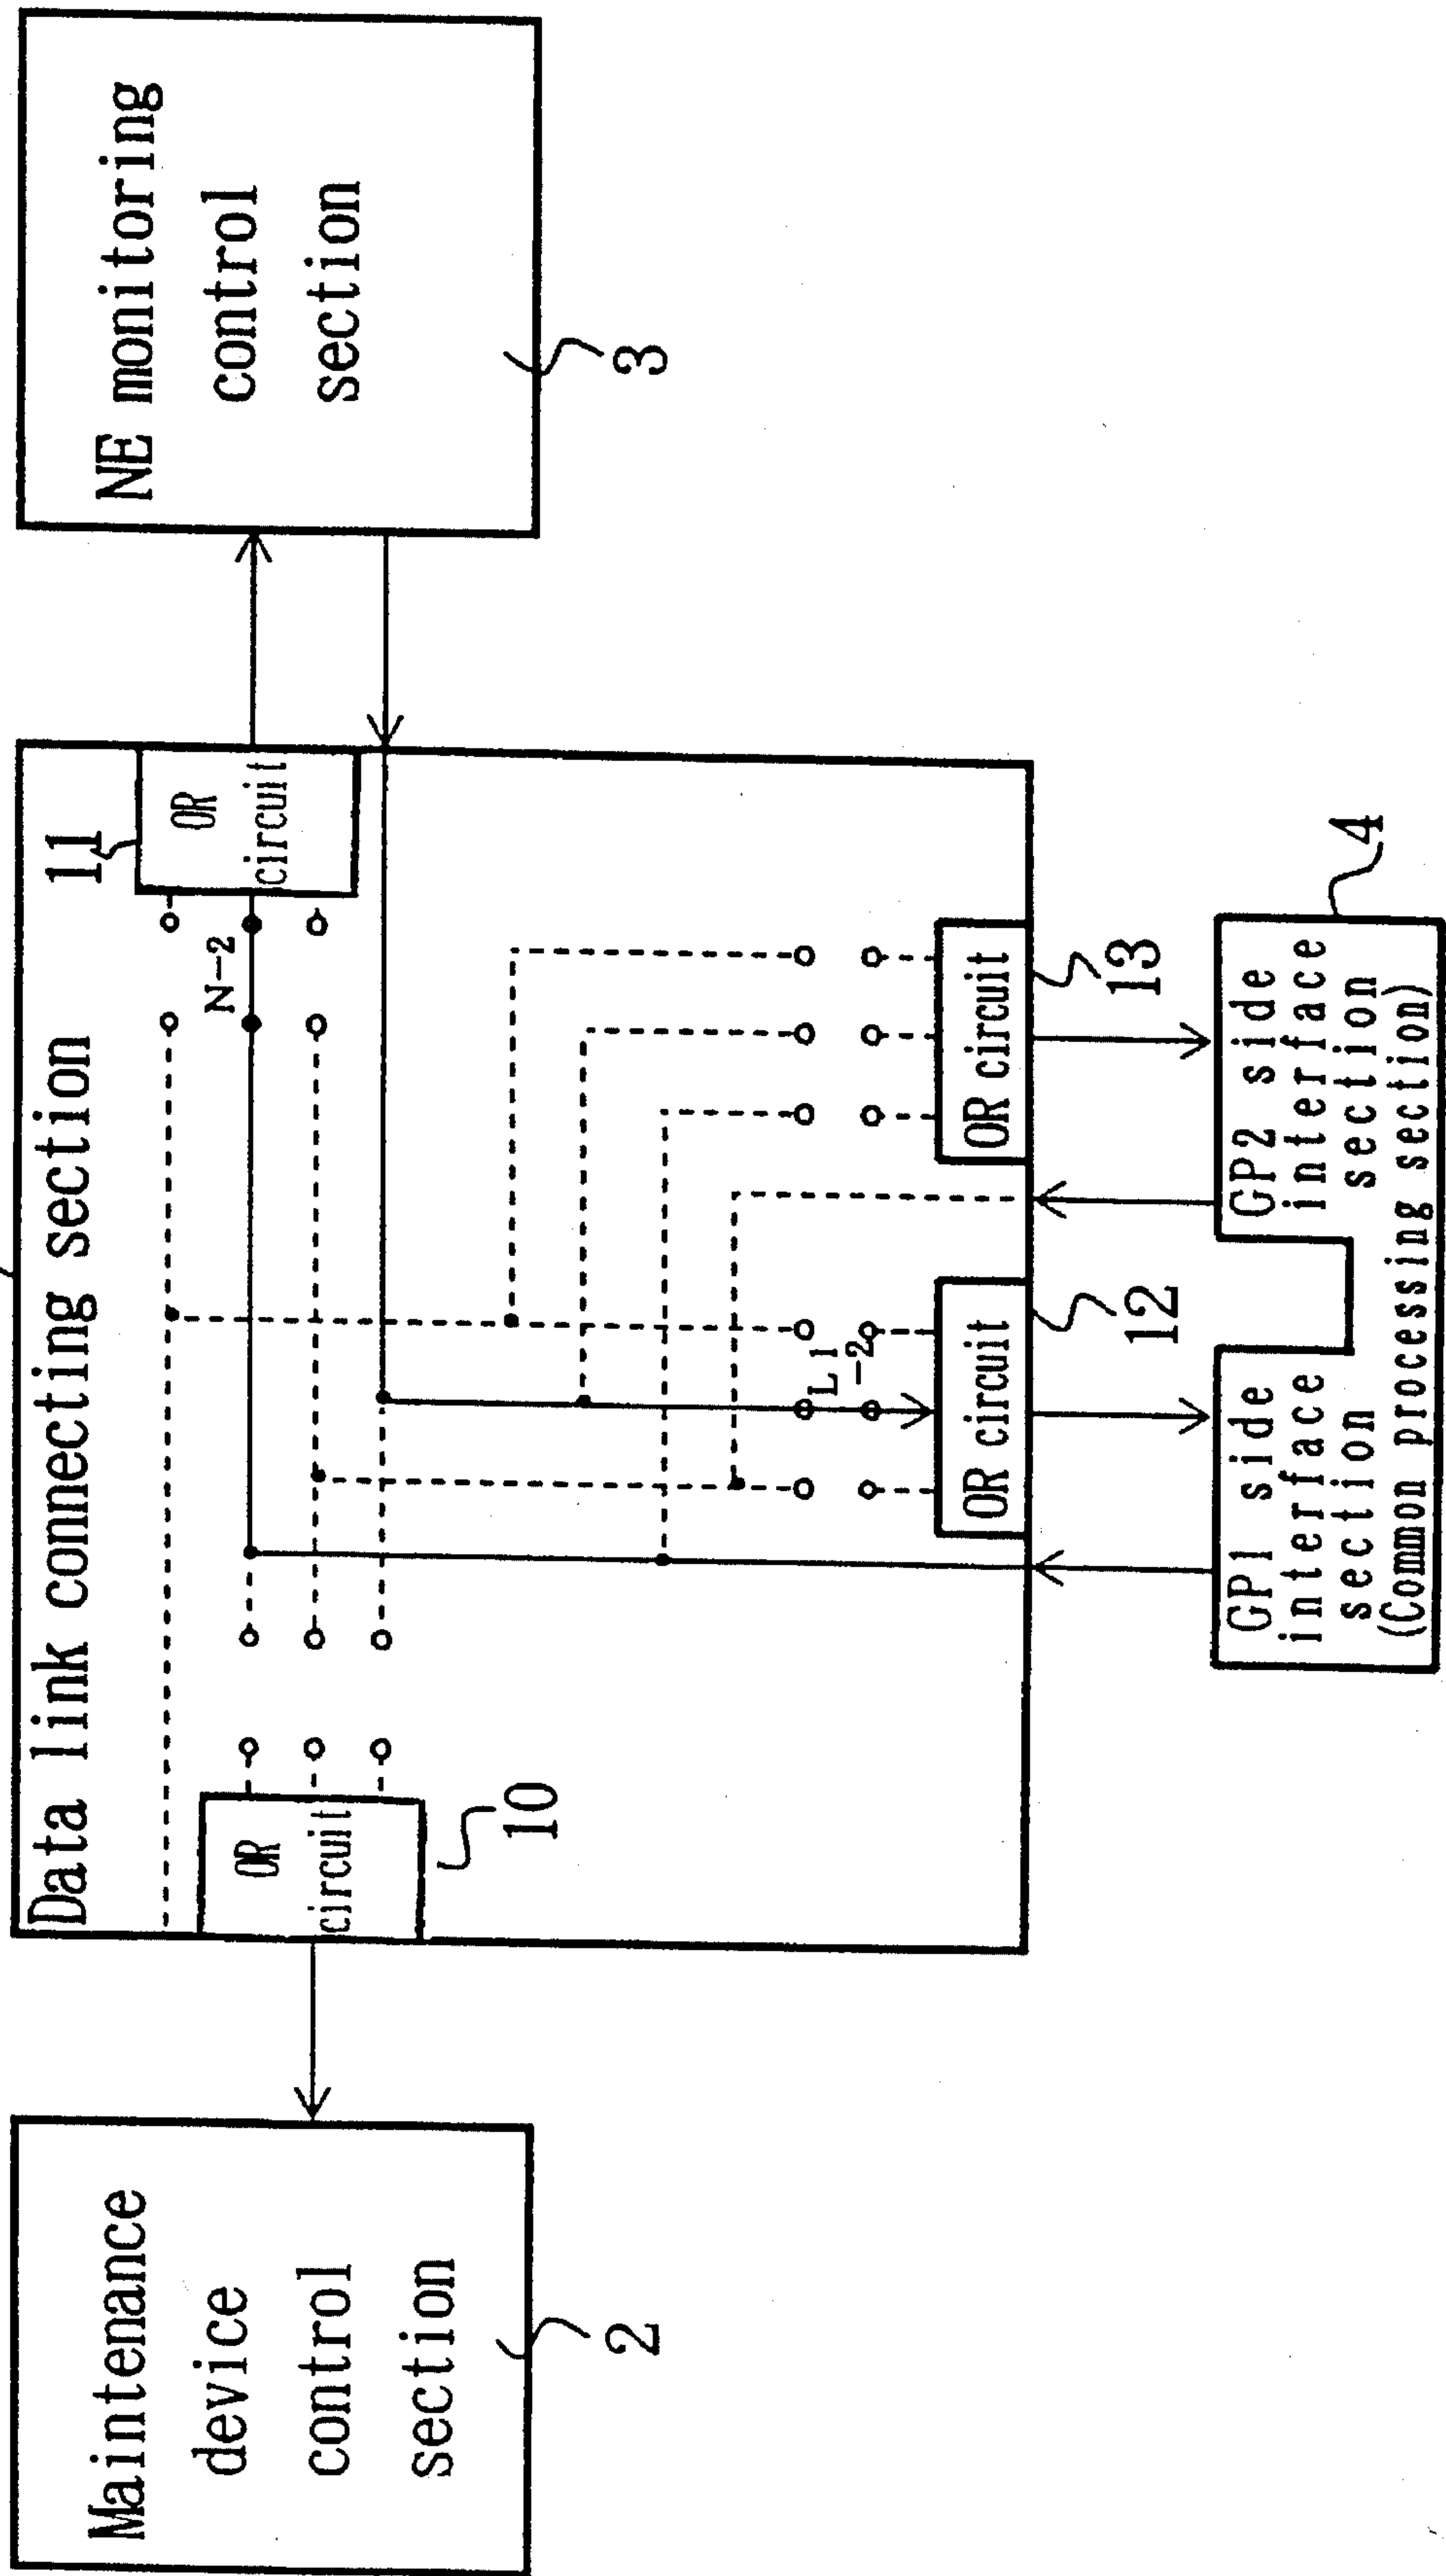 Data link connecting section
Maintenance
device
control
section
2
NE monitoring
control
section
3
OR
circuit
10
11
OR
circuit
N-2
L1
-2
OR circuit
12
OR circuit
13
GP1 side
interface
section
GP2 side
interface
section
(Common processing section)
4